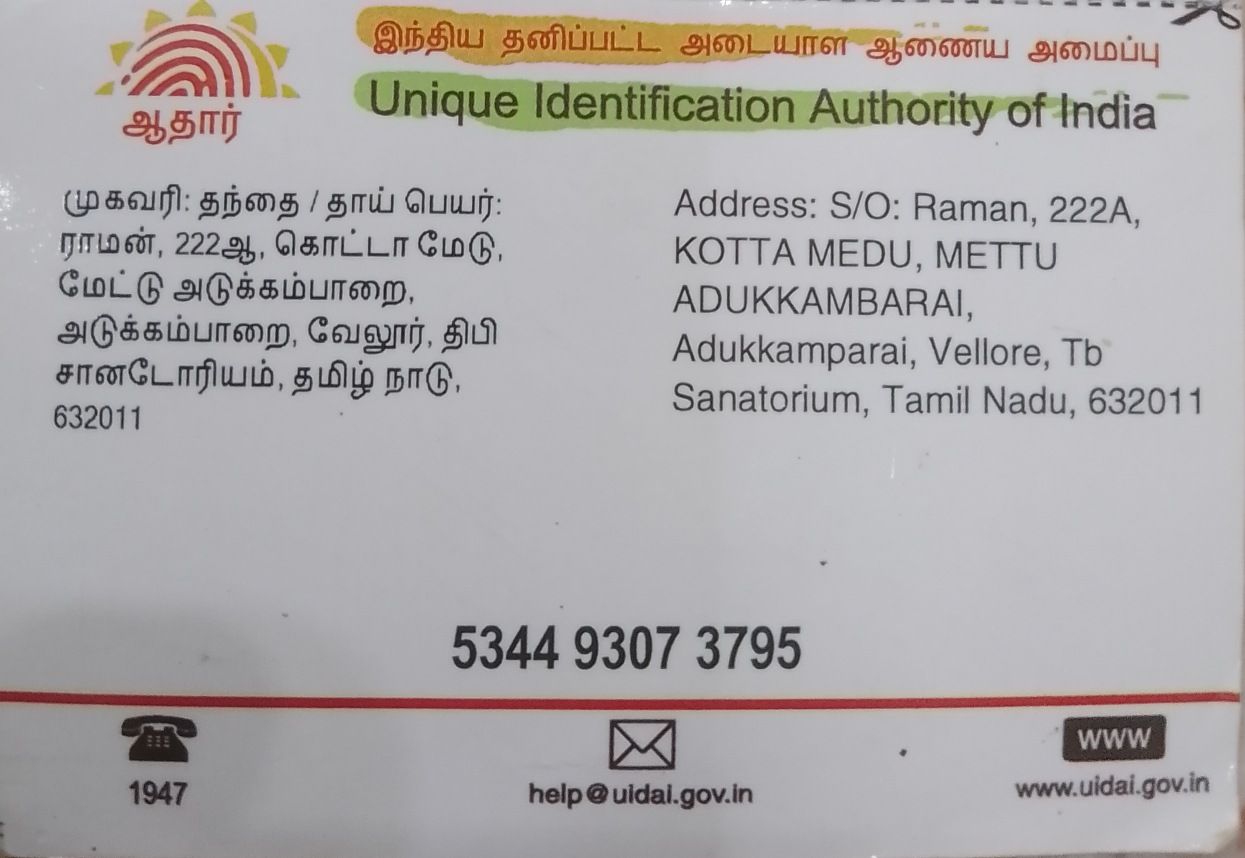 ஆதார்
இந்திய தனிப்பட்ட அடையாள ஆணைய அமைப்பு
Unique Identification Authority of India
முகவரி: தந்தை / தாய் பெயர்:
ராமன், 222ஆ, கொட்டா மேடு,
மேட்டு அடுக்கம்பாறை,
அடுக்கம்பாறை, வேலூர், திபி
சானடோரியம், தமிழ் நாடு,
632011
Address: S/O: Raman, 222A,
KOTTA MEDU, METTU
ADUKKAMBARAI,
Adukkamparai, Vellore, Tb
Sanatorium, Tamil Nadu, 632011
5344 9307 3795
1947
help@uidai.gov.in
www
www.uidai.gov.in